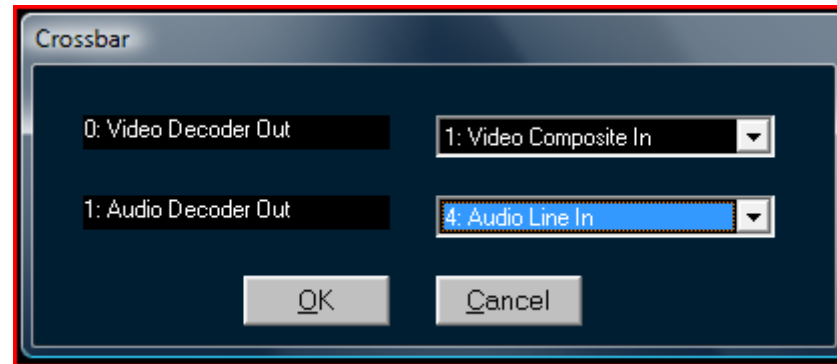 Crossbar
0: Video Decoder Out
1: Video Composite In
1: Audio Decoder Out
4: Audio Line In
OK
Cancel